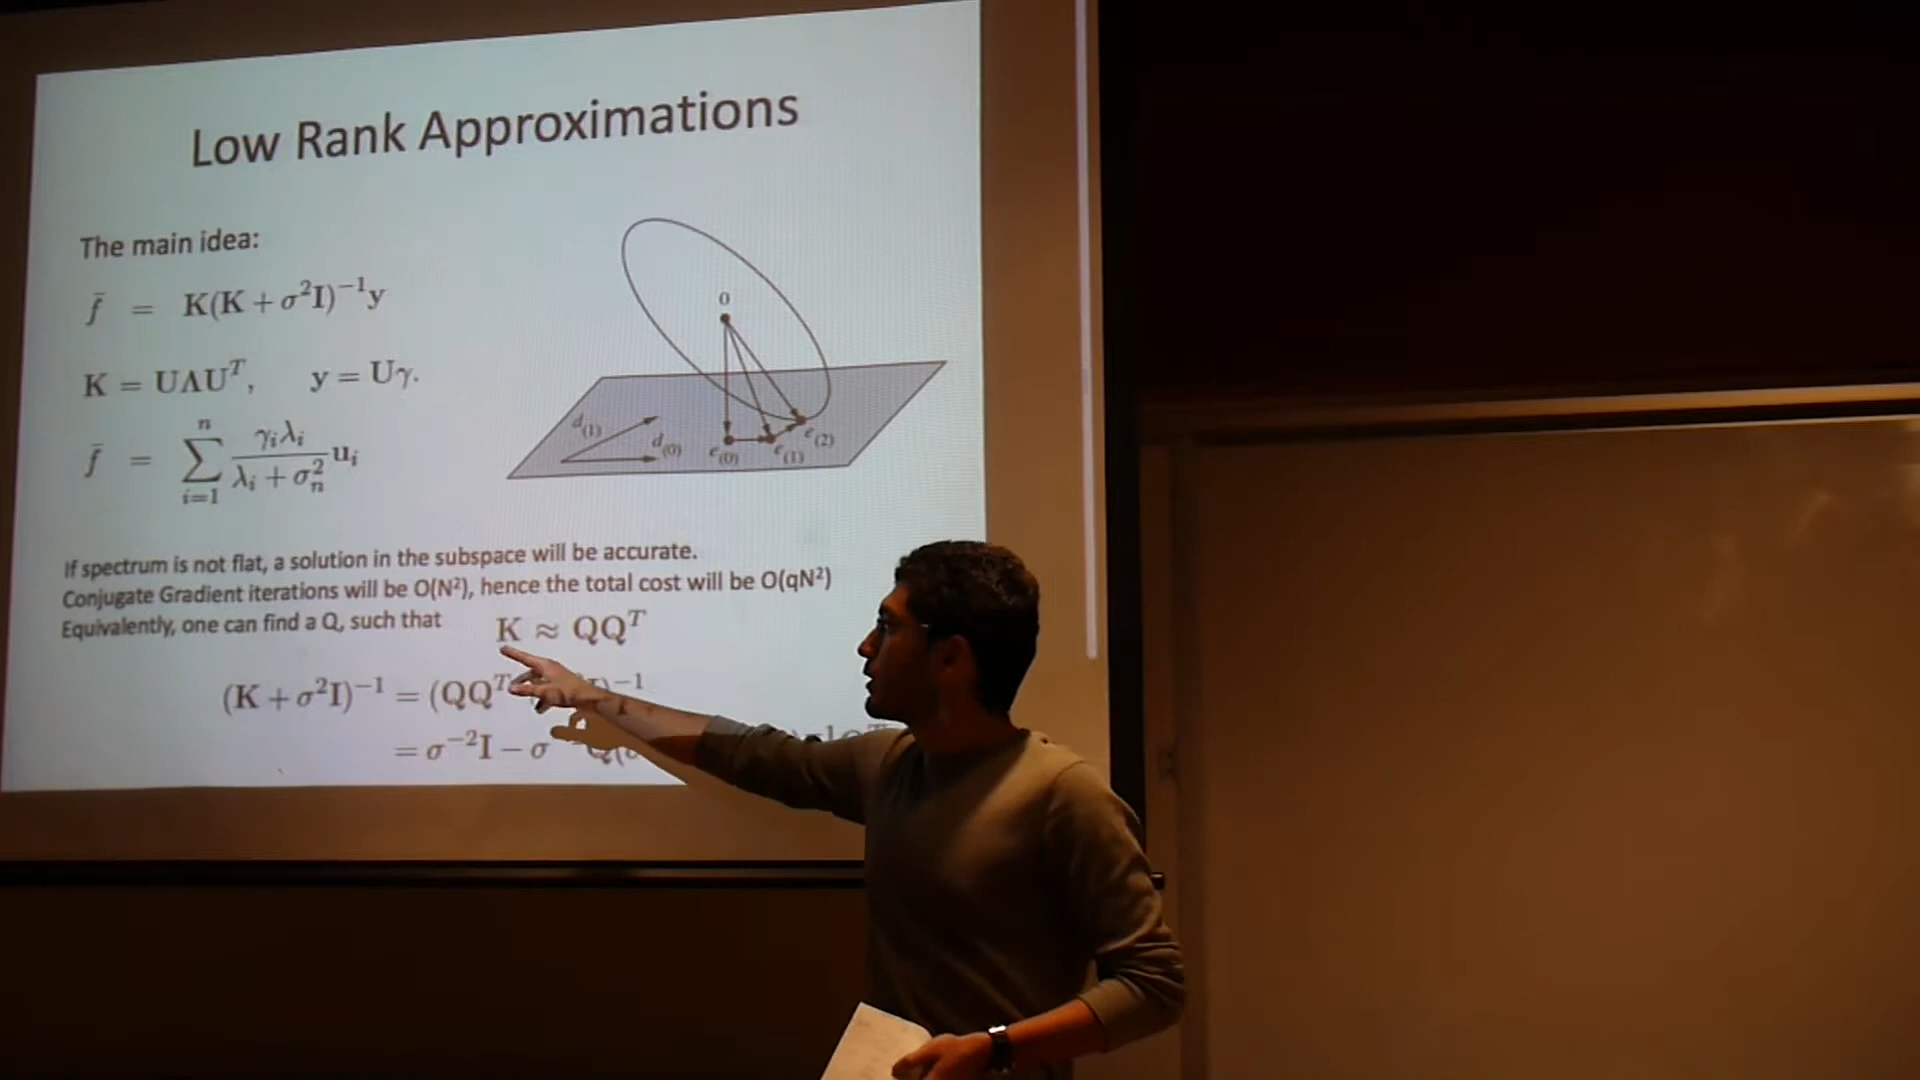 Low Rank Approximations
The main idea:
f̄ = K(K + σ²I)⁻¹y
K = UΛUᵀ, y = Uγ.
f̄ = ∑ᵢ₌₁ⁿ γᵢλᵢ / (λᵢ + σₙ²) uᵢ
0
d(1)
d(0)
e(0)
e(1)
e(2)
If spectrum is not flat, a solution in the subspace will be accurate.
Conjugate Gradient iterations will be O(N²), hence the total cost will be O(qN²)
Equivalently, one can find a Q, such that K ≈ QQᵀ
(K + σ²I)⁻¹ = (QQᵀ )⁻¹
= σ⁻²I − σ Q(